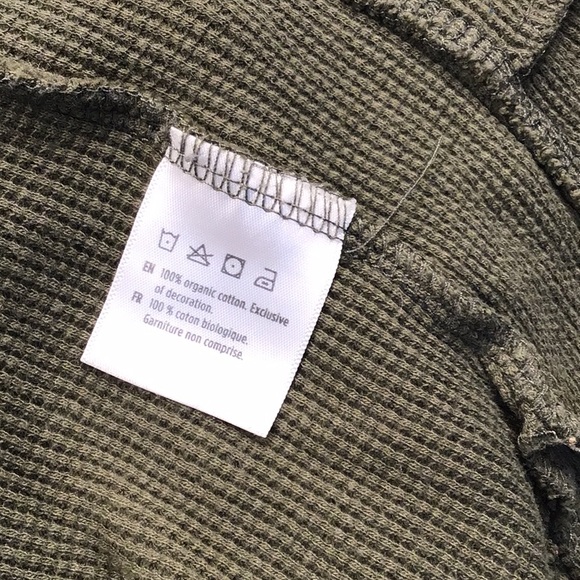 EN 100% organic cotton. Exclusive
of decoration.
FR 100 % coton biologique.
Garniture non comprise.